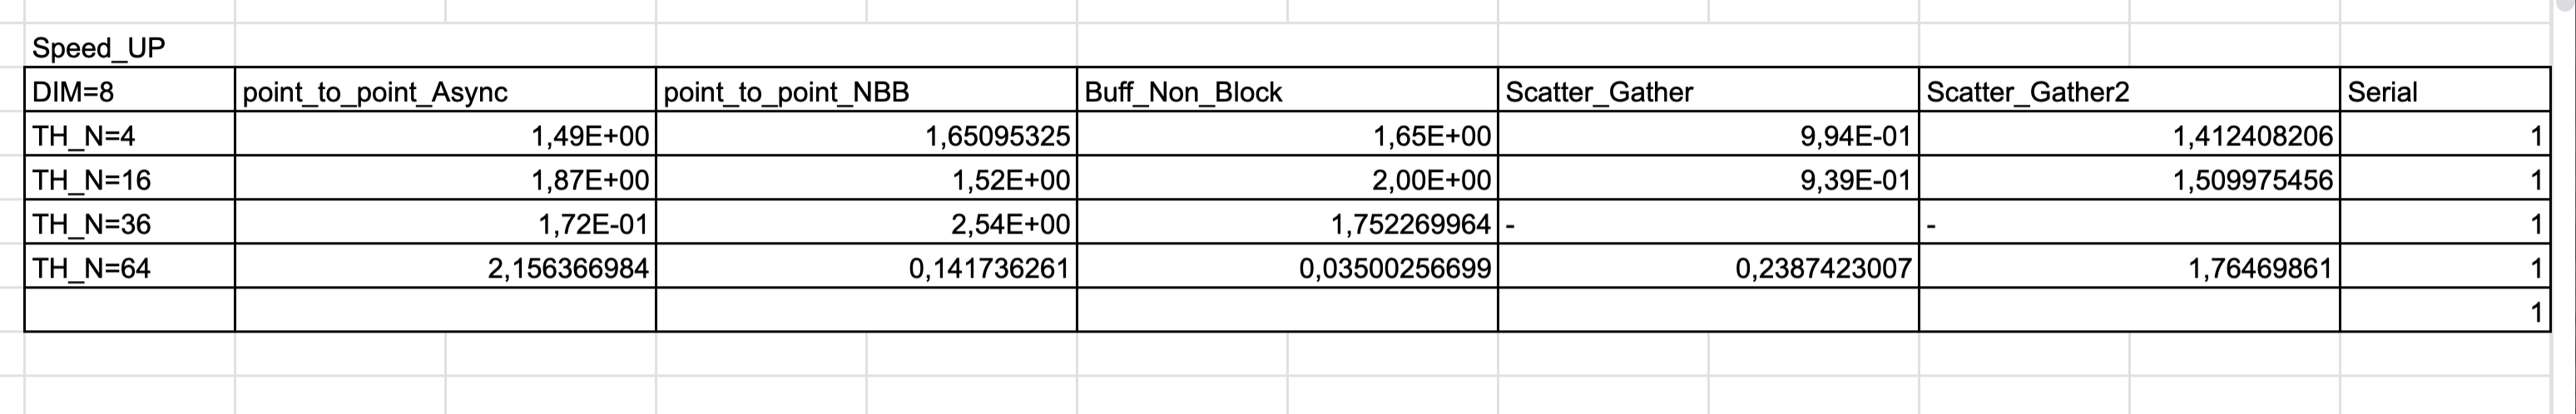 Speed_UP
DIM=8 point_to_point_Async point_to_point_NBB Buff_Non_Block Scatter_Gather Scatter_Gather2 Serial
TH_N=4 1,49E+00 1,65095325 1,65E+00 9,94E-01 1,412408206 1
TH_N=16 1,87E+00 1,52E+00 2,00E+00 9,39E-01 1,509975456 1
TH_N=36 1,72E-01 2,54E+00 1,752269964 - - 1
TH_N=64 2,156366984 0,141736261 0,03500256699 0,2387423007 1,76469861 1
1